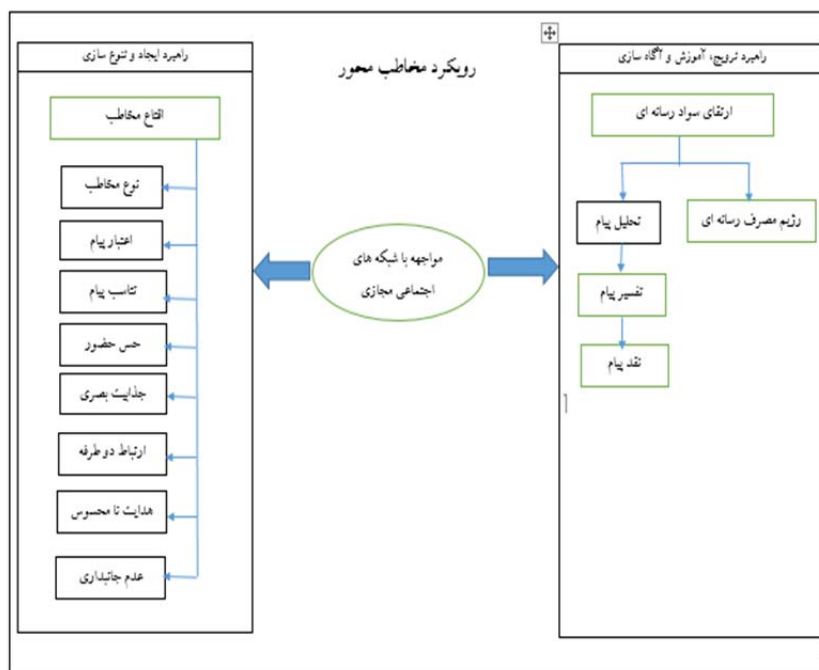 رویکرد مخاطب محور
راهبرد ترویج، آموزش و آگاه سازی
ارتقای سواد رسانه ای
رژیم مصرف رسانه ای
تحلیل پیام
تفسیر پیام
نقد پیام
مواجهه با شبکه های
اجتماعی مجازی
راهبرد ایجاد و تنوع سازی
اقناع مخاطب
نوع مخاطب
اعتبار پیام
تناسب پیام
حس حضور
جذابیت بصری
ارتباط دو طرفه
هدایت نا محسوس
عدم جانبداری